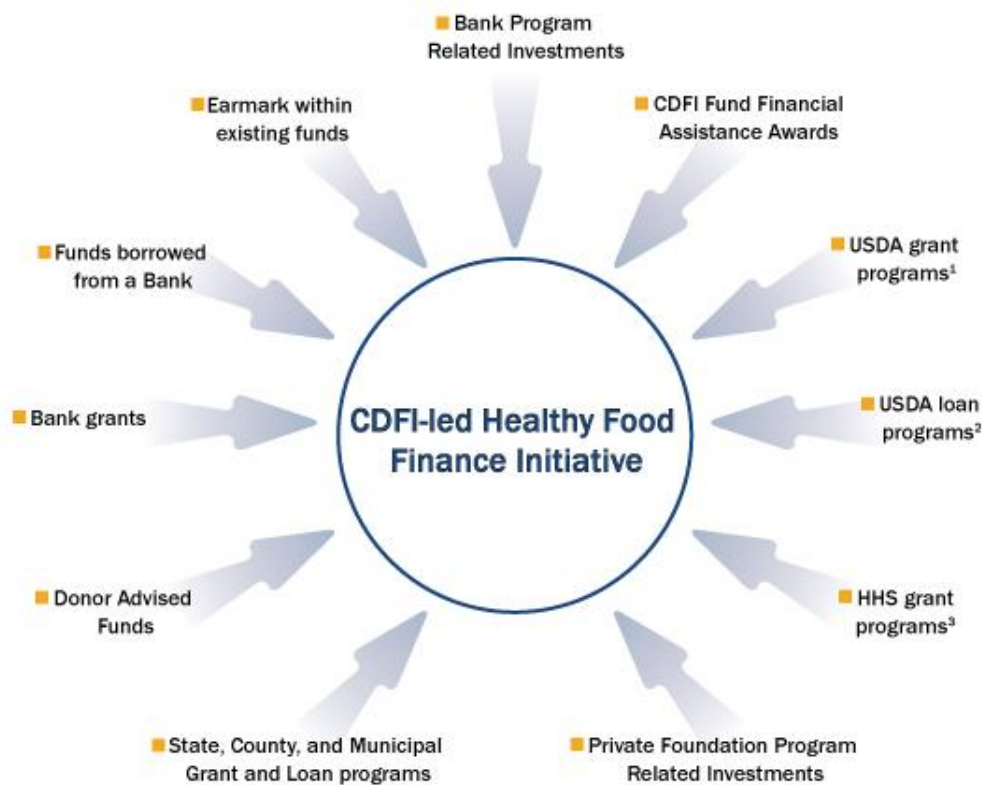 Bank Program
Related Investments
Earmark within
existing funds
CDFI Fund Financial
Assistance Awards
Funds borrowed
from a Bank
USDA grant
programs¹
Bank grants
CDFI-led Healthy Food
Finance Initiative
USDA loan
programs²
Donor Advised
Funds
HHS grant
programs³
State, County, and Municipal
Grant and Loan programs
Private Foundation Program
Related Investments